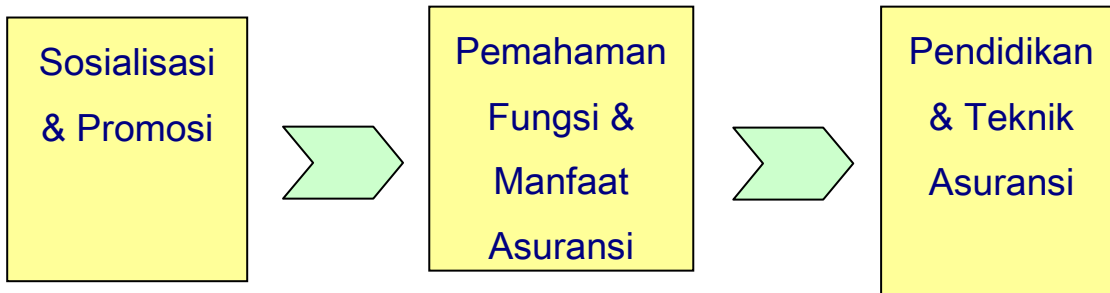 Sosialisasi
& Promosi
Pemahaman
Fungsi &
Manfaat
Asuransi
Pendidikan
& Teknik
Asuransi